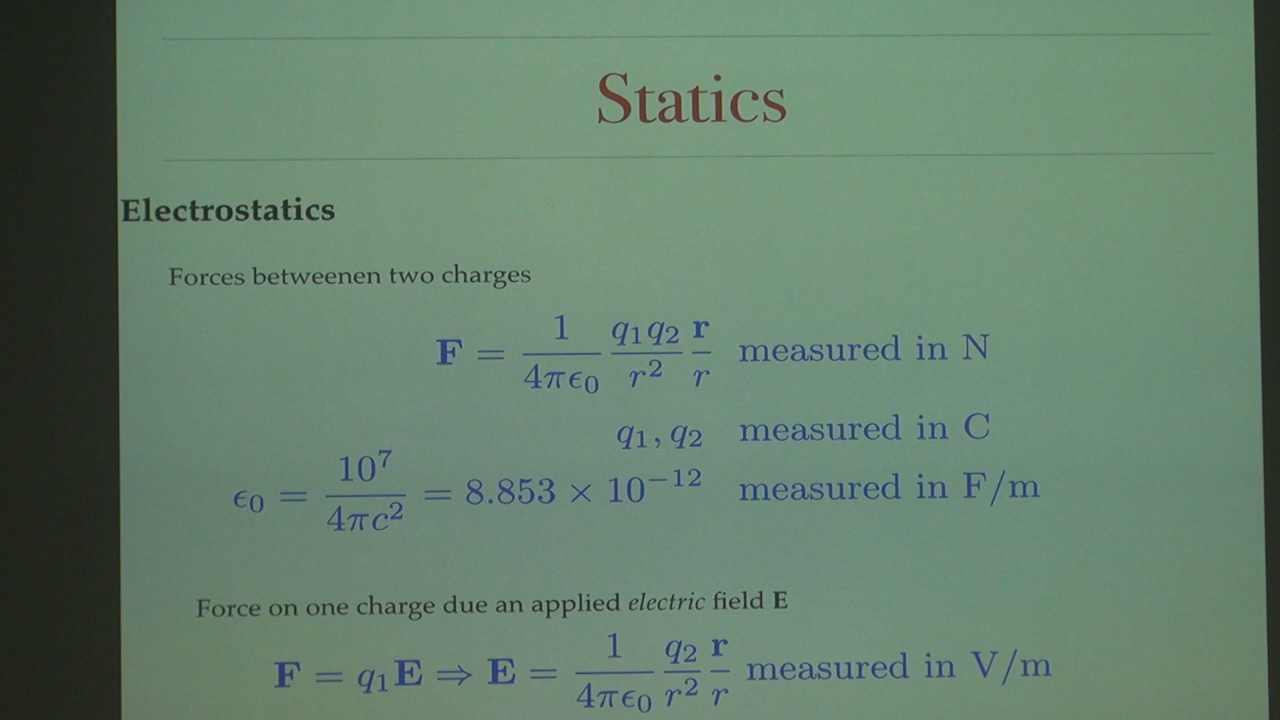 Statics
Electrostatics
Forces betweenen two charges
F = 1/(4πϵ₀) q₁q₂/r² r/r measured in N
q₁, q₂ measured in C
ϵ₀ = 10⁷/(4πc²) = 8.853 × 10⁻¹² measured in F/m
Force on one charge due an applied electric field E
F = q₁E ⇒ E = 1/(4πϵ₀) q₂/r² r/r measured in V/m